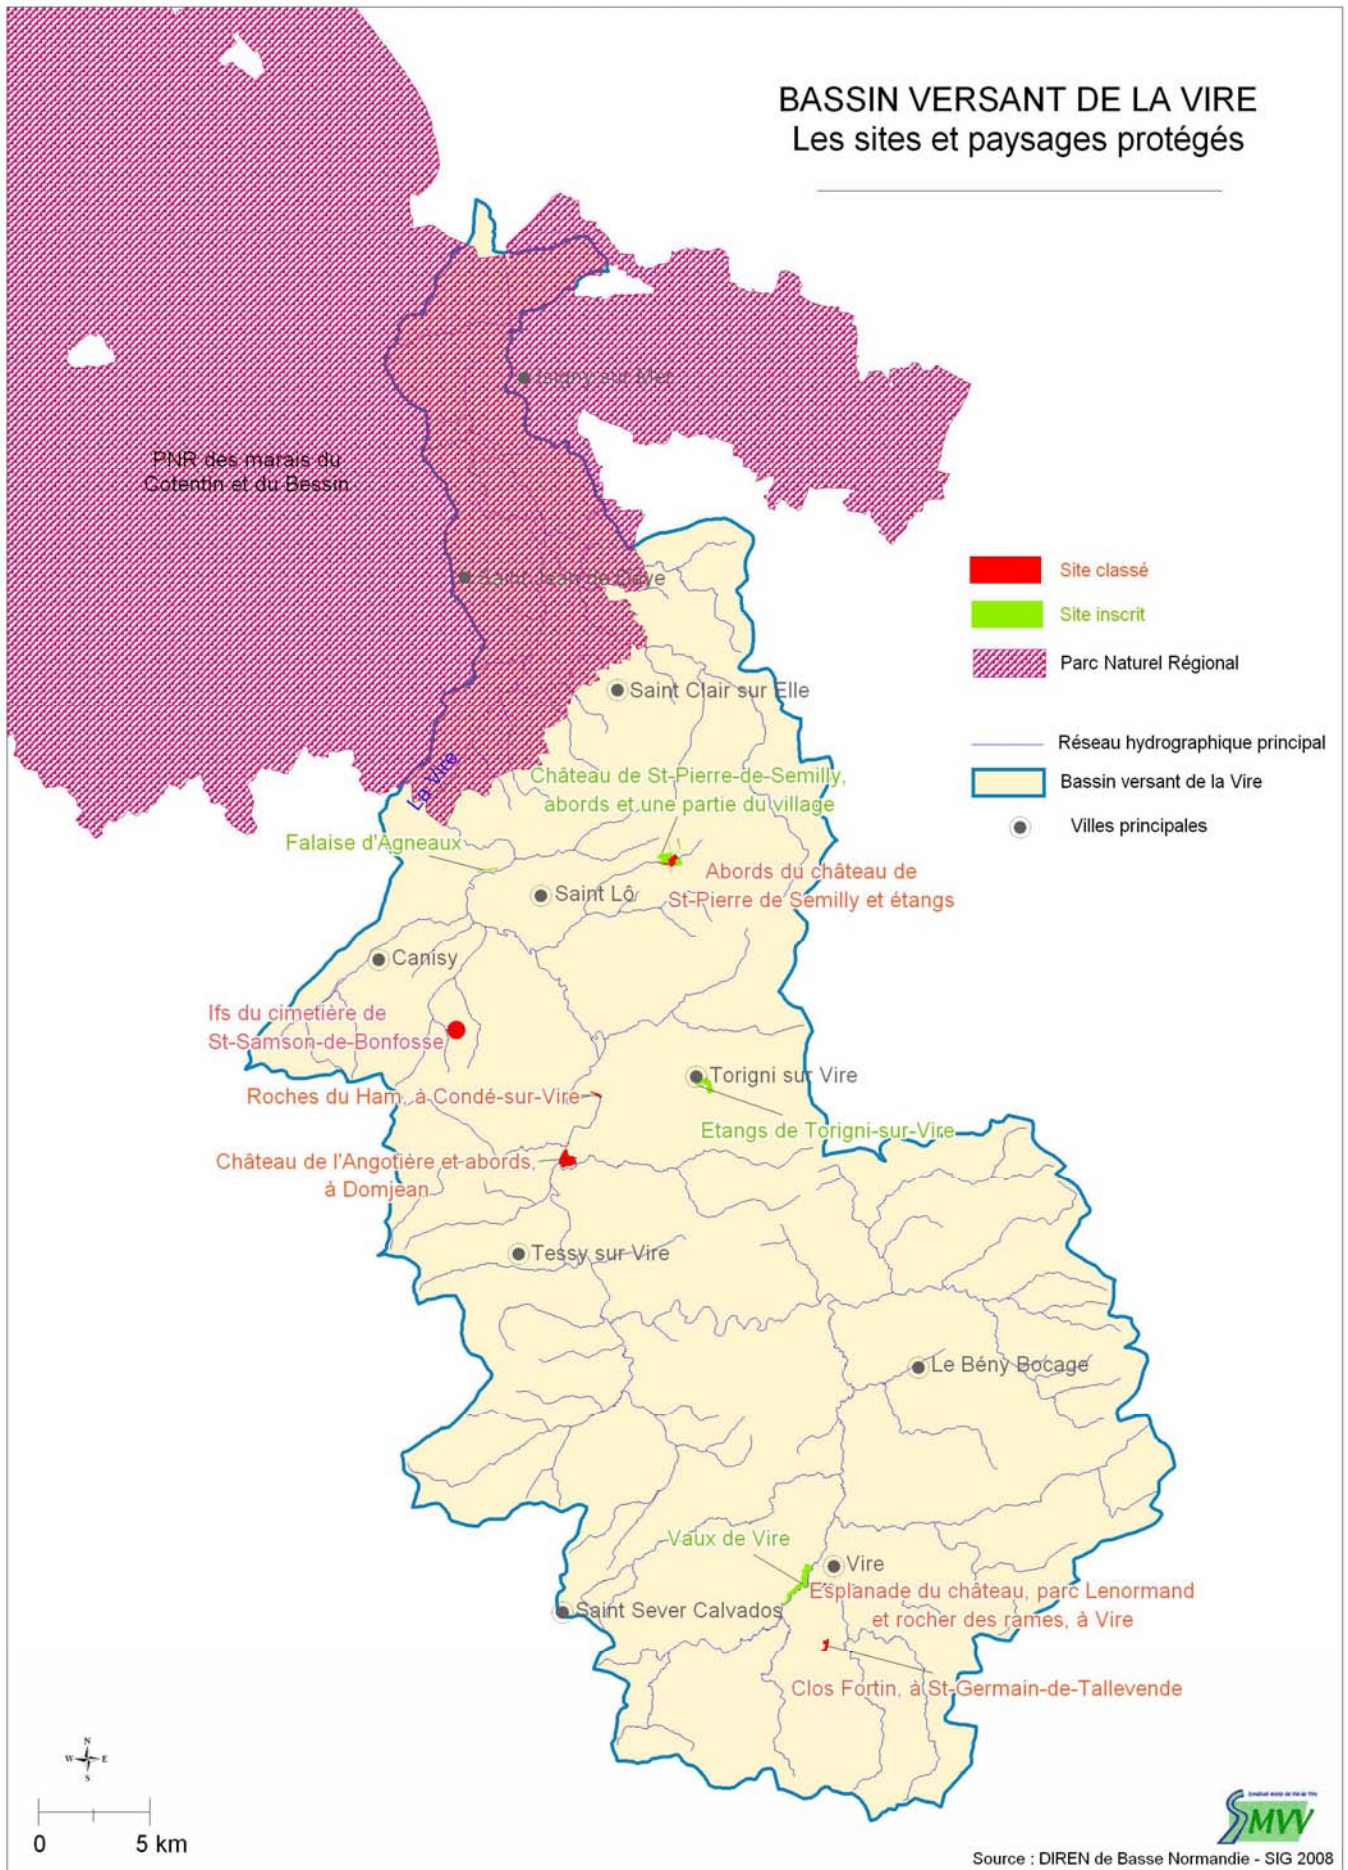 BASSIN VERSANT DE LA VIRE
Les sites et paysages protégés
Isigny sur Mer
PNR des marais du
Cotentin et du Bessin
Saint Jean de Daye
Site classé
Site inscrit
Parc Naturel Régional
Réseau hydrographique principal
Bassin versant de la Vire
Villes principales
Saint Clair sur Elle
La Vire
Château de St-Pierre-de-Semilly,
abords et une partie du village
Falaise d'Agneaux
Abords du château de
St-Pierre de Semilly et étangs
Saint Lô
Canisy
Ifs du cimetière de
St-Samson-de-Bonfosse
Torigni sur Vire
Roches du Ham, à Condé-sur-Vire
Etangs de Torigni-sur-Vire
Château de l'Angotière et abords,
à Domjean
Tessy sur Vire
Le Bény Bocage
Vaux de Vire
Vire
Esplanade du château, parc Lenormand
et rocher des rames, à Vire
Saint Sever Calvados
Clos Fortin, à St-Germain-de-Tallevende
N
W E
S
0 5 km
Syndicat mixte du Val de Vire
SMVV
Source : DIREN de Basse Normandie - SIG 2008